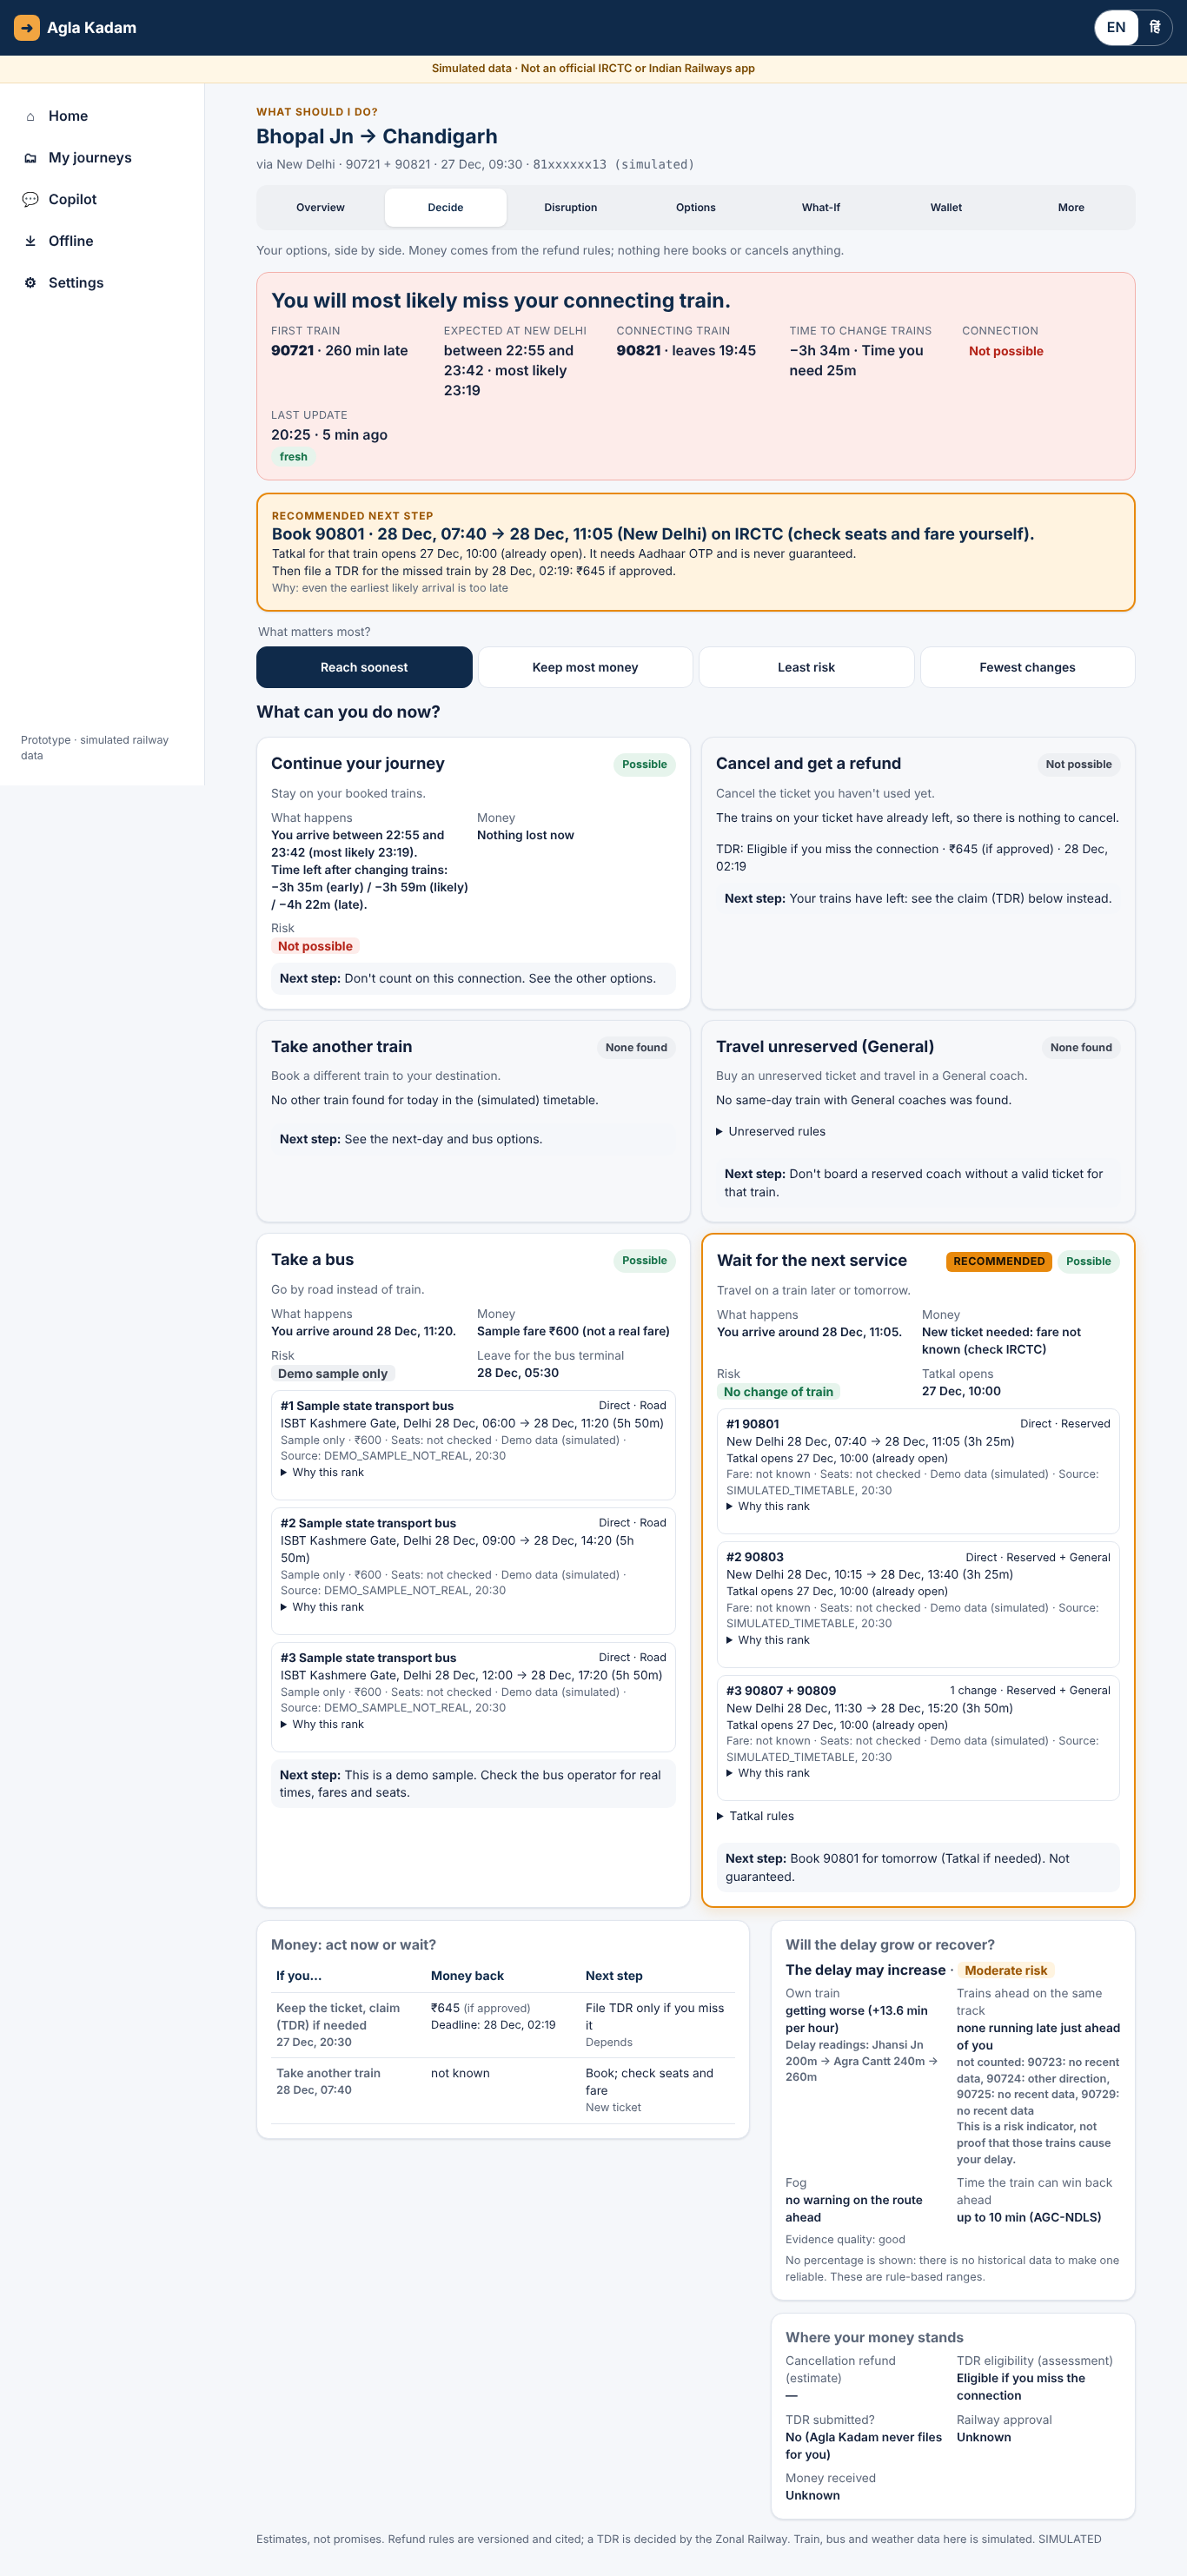 Agla Kadam
EN
हिं
Simulated data · Not an official IRCTC or Indian Railways app
Home
My journeys
Copilot
Offline
Settings
Prototype · simulated railway
data
WHAT SHOULD I DO?
Bhopal Jn → Chandigarh
via New Delhi · 90721 + 90821 · 27 Dec, 09:30 · 81xxxxxx13 (simulated)
Overview
Decide
Disruption
Options
What-If
Wallet
More
Your options, side by side. Money comes from the refund rules; nothing here books or cancels anything.
You will most likely miss your connecting train.
FIRST TRAIN
90721 · 260 min late
EXPECTED AT NEW DELHI
between 22:55 and
23:42 · most likely
23:19
CONNECTING TRAIN
90821 · leaves 19:45
TIME TO CHANGE TRAINS
−3h 34m · Time you
need 25m
CONNECTION
Not possible
LAST UPDATE
20:25 · 5 min ago
fresh
RECOMMENDED NEXT STEP
Book 90801 · 28 Dec, 07:40 → 28 Dec, 11:05 (New Delhi) on IRCTC (check seats and fare yourself).
Tatkal for that train opens 27 Dec, 10:00 (already open). It needs Aadhaar OTP and is never guaranteed.
Then file a TDR for the missed train by 28 Dec, 02:19: ₹645 if approved.
Why: even the earliest likely arrival is too late
What matters most?
Reach soonest
Keep most money
Least risk
Fewest changes
What can you do now?
Continue your journey
Possible
Stay on your booked trains.
What happens
You arrive between 22:55 and
23:42 (most likely 23:19).
Time left after changing trains:
−3h 35m (early) / −3h 59m (likely)
/ −4h 22m (late).
Money
Nothing lost now
Risk
Not possible
Next step: Don't count on this connection. See the other options.
Cancel and get a refund
Not possible
Cancel the ticket you haven't used yet.
The trains on your ticket have already left, so there is nothing to cancel.
TDR: Eligible if you miss the connection · ₹645 (if approved) · 28 Dec,
02:19
Next step: Your trains have left: see the claim (TDR) below instead.
Take another train
None found
Book a different train to your destination.
No other train found for today in the (simulated) timetable.
Next step: See the next-day and bus options.
Travel unreserved (General)
None found
Buy an unreserved ticket and travel in a General coach.
No same-day train with General coaches was found.
▶ Unreserved rules
Next step: Don't board a reserved coach without a valid ticket for
that train.
Take a bus
Possible
Go by road instead of train.
What happens
You arrive around 28 Dec, 11:20.
Money
Sample fare ₹600 (not a real fare)
Risk
Demo sample only
Leave for the bus terminal
28 Dec, 05:30
#1 Sample state transport bus
Direct · Road
ISBT Kashmere Gate, Delhi 28 Dec, 06:00 → 28 Dec, 11:20 (5h 50m)
Sample only · ₹600 · Seats: not checked · Demo data (simulated) ·
Source: DEMO_SAMPLE_NOT_REAL, 20:30
▶ Why this rank
#2 Sample state transport bus
Direct · Road
ISBT Kashmere Gate, Delhi 28 Dec, 09:00 → 28 Dec, 14:20 (5h
50m)
Sample only · ₹600 · Seats: not checked · Demo data (simulated) ·
Source: DEMO_SAMPLE_NOT_REAL, 20:30
▶ Why this rank
#3 Sample state transport bus
Direct · Road
ISBT Kashmere Gate, Delhi 28 Dec, 12:00 → 28 Dec, 17:20 (5h 50m)
Sample only · ₹600 · Seats: not checked · Demo data (simulated) ·
Source: DEMO_SAMPLE_NOT_REAL, 20:30
▶ Why this rank
Next step: This is a demo sample. Check the bus operator for real
times, fares and seats.
Wait for the next service
RECOMMENDED
Possible
Travel on a train later or tomorrow.
What happens
You arrive around 28 Dec, 11:05.
Money
New ticket needed: fare not
known (check IRCTC)
Risk
No change of train
Tatkal opens
27 Dec, 10:00
#1 90801
Direct · Reserved
New Delhi 28 Dec, 07:40 → 28 Dec, 11:05 (3h 25m)
Tatkal opens 27 Dec, 10:00 (already open)
Fare: not known · Seats: not checked · Demo data (simulated) · Source:
SIMULATED_TIMETABLE, 20:30
▶ Why this rank
#2 90803
Direct · Reserved + General
New Delhi 28 Dec, 10:15 → 28 Dec, 13:40 (3h 25m)
Tatkal opens 27 Dec, 10:00 (already open)
Fare: not known · Seats: not checked · Demo data (simulated) · Source:
SIMULATED_TIMETABLE, 20:30
▶ Why this rank
#3 90807 + 90809
1 change · Reserved + General
New Delhi 28 Dec, 11:30 → 28 Dec, 15:20 (3h 50m)
Tatkal opens 27 Dec, 10:00 (already open)
Fare: not known · Seats: not checked · Demo data (simulated) · Source:
SIMULATED_TIMETABLE, 20:30
▶ Why this rank
▶ Tatkal rules
Next step: Book 90801 for tomorrow (Tatkal if needed). Not
guaranteed.
Money: act now or wait?
If you…
Money back
Next step
Keep the ticket, claim
(TDR) if needed
27 Dec, 20:30
₹645 (if approved)
Deadline: 28 Dec, 02:19
File TDR only if you miss
it
Depends
Take another train
28 Dec, 07:40
not known
Book; check seats and
fare
New ticket
Will the delay grow or recover?
The delay may increase · Moderate risk
Own train
getting worse (+13.6 min
per hour)
Delay readings: Jhansi Jn
200m → Agra Cantt 240m →
260m
Trains ahead on the same
track
none running late just ahead
of you
not counted: 90723: no recent
data, 90724: other direction,
90725: no recent data, 90729:
no recent data
This is a risk indicator, not
proof that those trains cause
your delay.
Fog
no warning on the route
ahead
Time the train can win back
ahead
up to 10 min (AGC-NDLS)
Evidence quality: good
No percentage is shown: there is no historical data to make one
reliable. These are rule-based ranges.
Where your money stands
Cancellation refund
(estimate)
—
TDR eligibility (assessment)
Eligible if you miss the
connection
TDR submitted?
No (Agla Kadam never files
for you)
Railway approval
Unknown
Money received
Unknown
Estimates, not promises. Refund rules are versioned and cited; a TDR is decided by the Zonal Railway. Train, bus and weather data here is simulated. SIMULATED